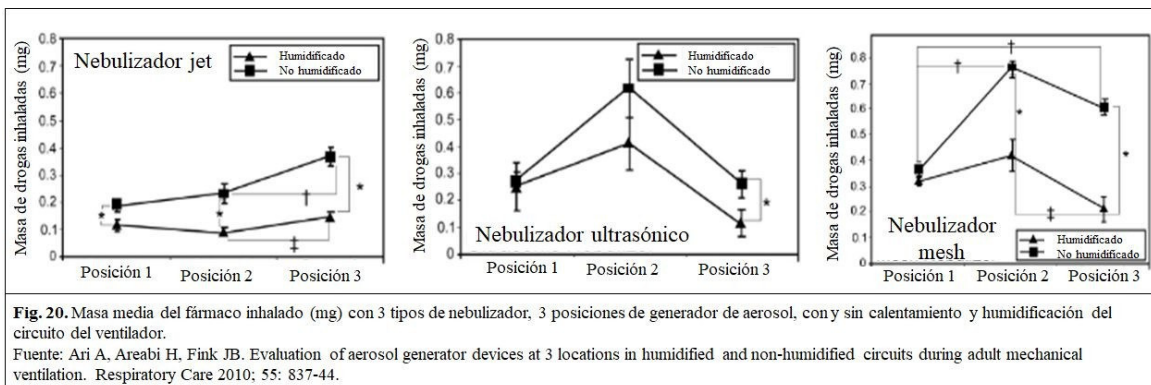 Masa de drogas inhaladas (mg)
0.8
0.7
0.6
0.5
0.4
0.3
0.2
0.1
0
Nebulizador jet
Humidificado
No humidificado
*
*
†
*
‡
Posición 1 Posición 2 Posición 3
Masa de drogas inhaladas (mg)
0.8
0.7
0.6
0.5
0.4
0.3
0.2
0.1
0
Humidificado
No humidificado
*
Nebulizador ultrasónico
Posición 1 Posición 2 Posición 3
Masa de drogas inhaladas (mg)
0.8
0.7
0.6
0.5
0.4
0.3
0.2
0.1
0
†
†
*
*
‡
Nebulizador
mesh
Humidificado
No humidificado
Posición 1 Posición 2 Posición 3
Fig. 20. Masa media del fármaco inhalado (mg) con 3 tipos de nebulizador, 3 posiciones de generador de aerosol, con y sin calentamiento y humidificación del
circuito del ventilador.
Fuente: Ari A, Areabi H, Fink JB. Evaluation of aerosol generator devices at 3 locations in humidified and non-humidified circuits during adult mechanical
ventilation. Respiratory Care 2010; 55: 837-44.